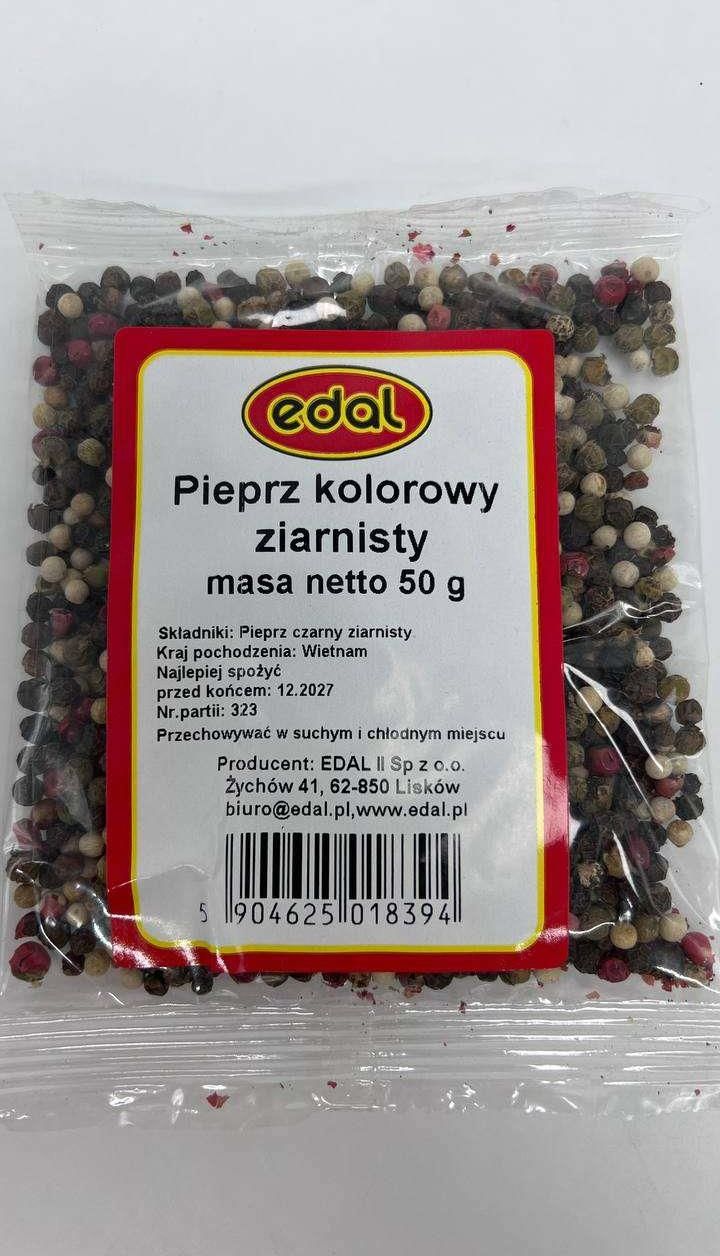 edal
Pieprz kolorowy
ziarnisty
masa netto 50 g
Składniki: Pieprz czarny ziarnisty
Kraj pochodzenia: Wietnam
Najlepiej spożyć
przed końcem: 12.2027
Nr.partii: 323
Przechowywać w suchym i chłodnym miejscu
Producent: EDAL II Sp z o.o.
Żychów 41, 62-850 Lisków
biuro@edal.pl,www.edal.pl
5 904625 018394